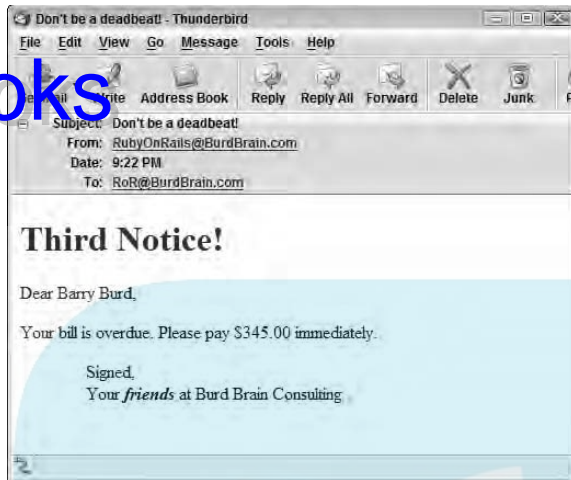 Don't be a deadbeat! - Thunderbird
File Edit View Go Message Tools Help
oks
Write Address Book Reply Reply All Forward Delete Junk
Subject: Don't be a deadbeat!
From: RubyOnRails@BurdBrain.com
Date: 9:22 PM
To: RoR@BurdBrain.com
Third Notice!
Dear Barry Burd,
Your bill is overdue. Please pay $345.00 immediately.
Signed,
Your friends at Burd Brain Consulting